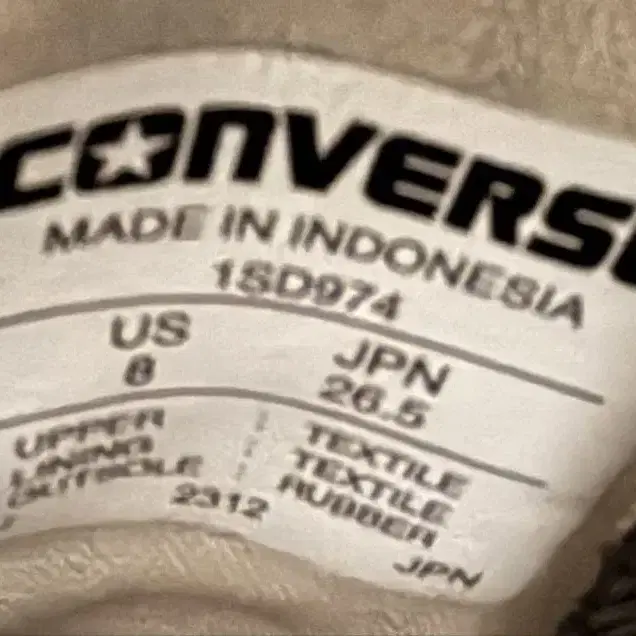 CONVERSE
MADE IN INDONESIA
1SD974
US JPN
8 26.5
UPPER : TEXTILE
LINING : TEXTILE
OUTSOLE : RUBBER
2312
JPN